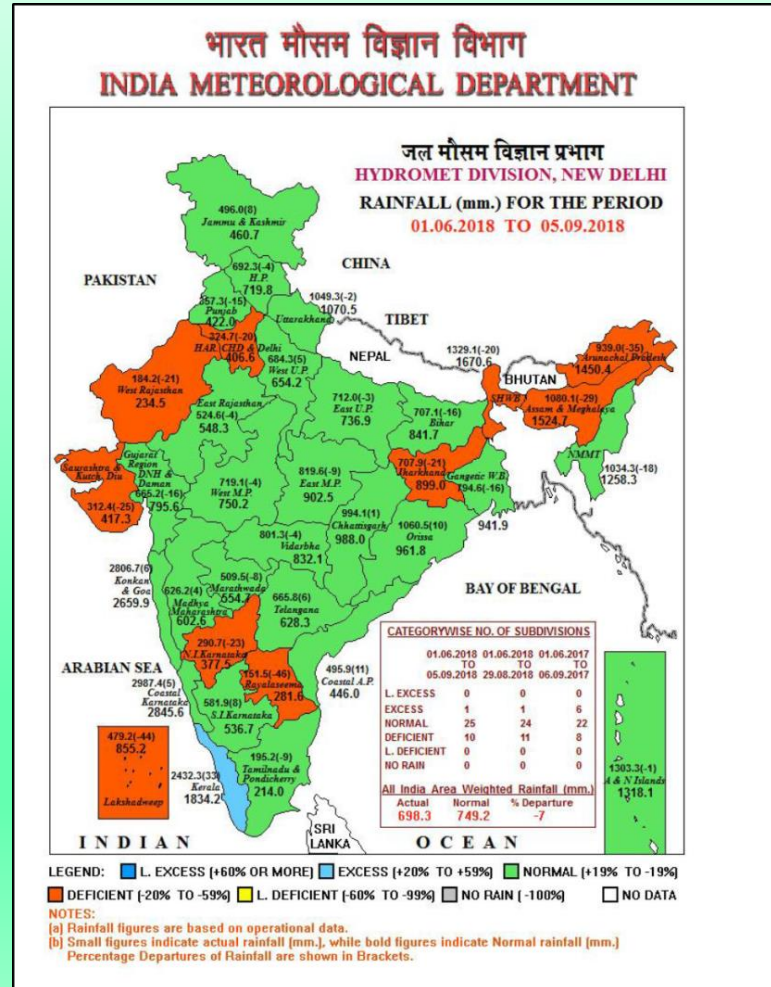 भारत मौसम विज्ञान विभाग
INDIA METEOROLOGICAL DEPARTMENT
जल मौसम विज्ञान प्रभाग
HYDROMET DIVISION, NEW DELHI
RAINFALL (mm.) FOR THE PERIOD
01.06.2018 TO 05.09.2018
496.0(8)
Jammu & Kashmir
460.7
692.3(-4)
H.P.
719.8
CHINA
PAKISTAN
1049.3(-2)
1070.5
Uttarakhand
TIBET
357.3(-15)
Punjab
422.0
324.7(-20)
HAR. CHD & Delhi
406.6
684.3(5)
West U.P.
654.2
NEPAL
1329.1(-20)
1670.6
939.0(-35)
Arunachal Pradesh
1450.4
BHUTAN
SHWB
1080.1(-29)
Assam & Meghalaya
1524.7
184.2(-21)
West Rajasthan
234.5
East Rajasthan
524.6(-4)
548.3
712.0(-3)
East U.P.
736.9
707.1(-16)
Bihar
841.7
NMMT
1034.3(-18)
1258.3
Saurashtra &
Kutch, Diu
312.4(-25)
417.3
Gujarat
Region
DNH &
Daman
665.2(-16)
795.6
719.1(-4)
West M.P.
750.2
819.6(-9)
East M.P.
902.5
707.9(-21)
Jharkhand
899.0
Gangetic W.B.
794.6(-16)
941.9
994.1(1)
Chhattisgarh
988.0
1060.5(10)
Orissa
961.8
801.3(-4)
Vidarbha
832.1
2806.7(6)
Konkan
& Goa
2659.9
626.2(4)
Madhya
Maharashtra
602.6
509.5(-8)
Marathwada
554.7
665.8(6)
Telangana
628.3
BAY OF BENGAL
290.7(-23)
N.I.Karnataka
377.5
151.5(-46)
Rayalaseema
281.6
495.9(11)
Coastal A.P.
446.0
ARABIAN SEA
2987.4(5)
Coastal
Karnataka
2845.6
581.9(8)
S.I.Karnataka
536.7
479.2(-44)
855.2
Lakshadweep
2432.3(33)
Kerala
1834.2
195.2(-9)
Tamilnadu &
Pondicherry
214.0
1303.3(-1)
A & N Islands
1318.1
CATEGORYWISE NO. OF SUBDIVISIONS
01.06.2018 01.06.2018 01.06.2017
TO TO TO
05.09.2018 29.08.2018 06.09.2017
L. EXCESS 0 0 0
EXCESS 1 1 6
NORMAL 25 24 22
DEFICIENT 10 11 8
L. DEFICIENT 0 0 0
NO RAIN 0 0 0
All India Area Weighted Rainfall (mm.)
Actual Normal % Departure
698.3 749.2 -7
SRI
LANKA
INDIAN OCEAN
LEGEND: L. EXCESS (+60% OR MORE) EXCESS (+20% TO +59%) NORMAL (+19% TO -19%)
DEFICIENT (-20% TO -59%) L. DEFICIENT (-60% TO -99%) NO RAIN (-100%) NO DATA
NOTES:
(a) Rainfall figures are based on operational data.
(b) Small figures indicate actual rainfall (mm.), while bold figures indicate Normal rainfall (mm.)
Percentage Departures of Rainfall are shown in Brackets.